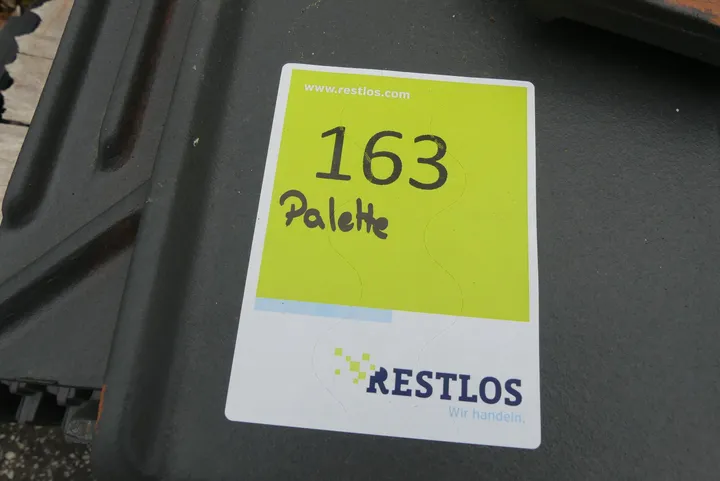 www.restlos.com
163
Palette
RESTLOS
Wir handeln.